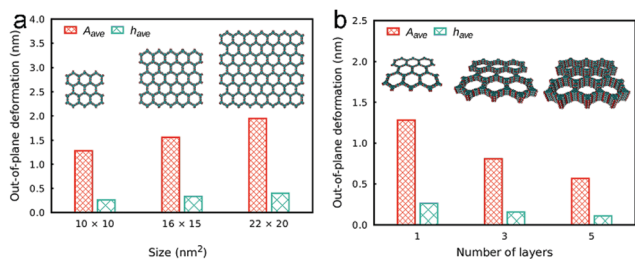 a
Out-of-plane deformation (nm)
4.0
3.5
3.0
2.5
2.0
1.5
1.0
0.5
0.0
A_ave h_ave
10 × 10 16 × 15 22 × 20
Size (nm²)
b
Out-of-plane deformation (nm)
2.5
2.0
1.5
1.0
0.5
0.0
A_ave h_ave
1 3 5
Number of layers